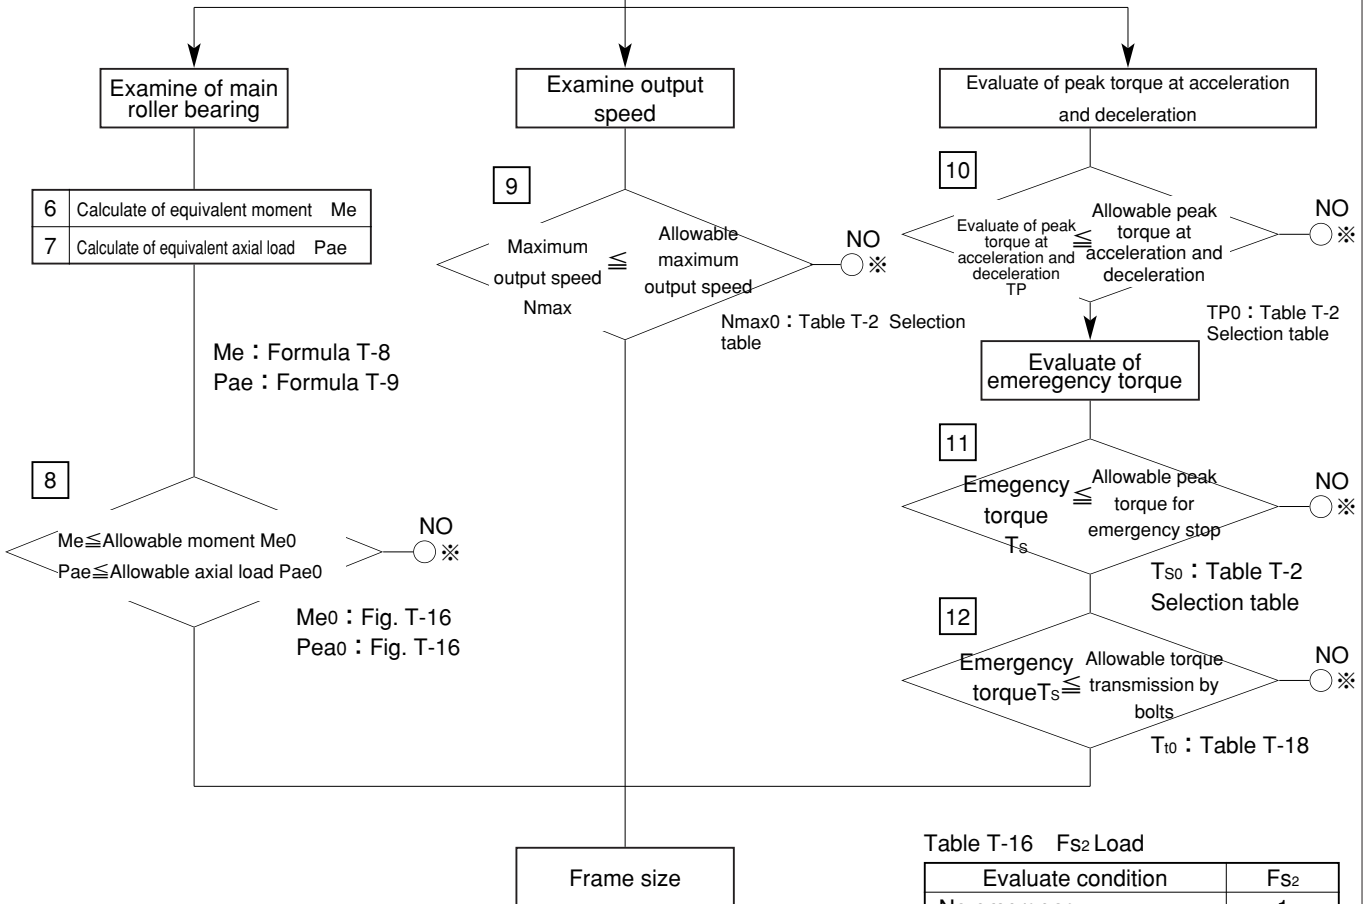 Examine of main
roller bearing
6 Calculate of equivalent moment Me
7 Calculate of equivalent axial load Pae
Me：Formula T-8
Pae：Formula T-9
8
Me≦Allowable moment Me0
Pae≦Allowable axial load Pae0
NO
※
Me0：Fig. T-16
Pea0：Fig. T-16
Examine output
speed
9
Maximum
output speed
Nmax
≦
Allowable
maximum
output speed
NO
※
Nmax0：Table T-2 Selection
table
Evaluate of peak torque at acceleration
and deceleration
10
Evaluate of peak
torque at
acceleration and
deceleration
TP
≦
Allowable peak
torque at
acceleration and
deceleration
NO
※
TP0：Table T-2
Selection table
Evaluate of
emeregency torque
11
Emegency
torque
Ts
≦
Allowable peak
torque for
emergency stop
NO
※
TS0：Table T-2
Selection table
12
Emergency
torqueTs
≦
Allowable torque
transmission by
bolts
NO
※
Tt0：Table T-18
Frame size
Table T-16 Fs2 Load
Evaluate condition Fs2